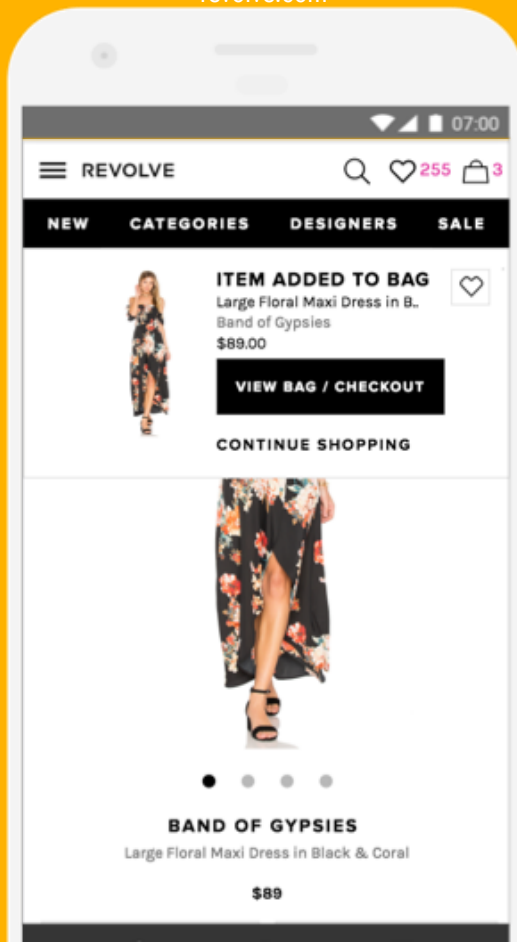 revolve.com
07:00
REVOLVE 255 3
NEW CATEGORIES DESIGNERS SALE
ITEM ADDED TO BAG
Large Floral Maxi Dress in B..
Band of Gypsies
$89.00
VIEW BAG / CHECKOUT
CONTINUE SHOPPING
BAND OF GYPSIES
Large Floral Maxi Dress in Black & Coral
$89